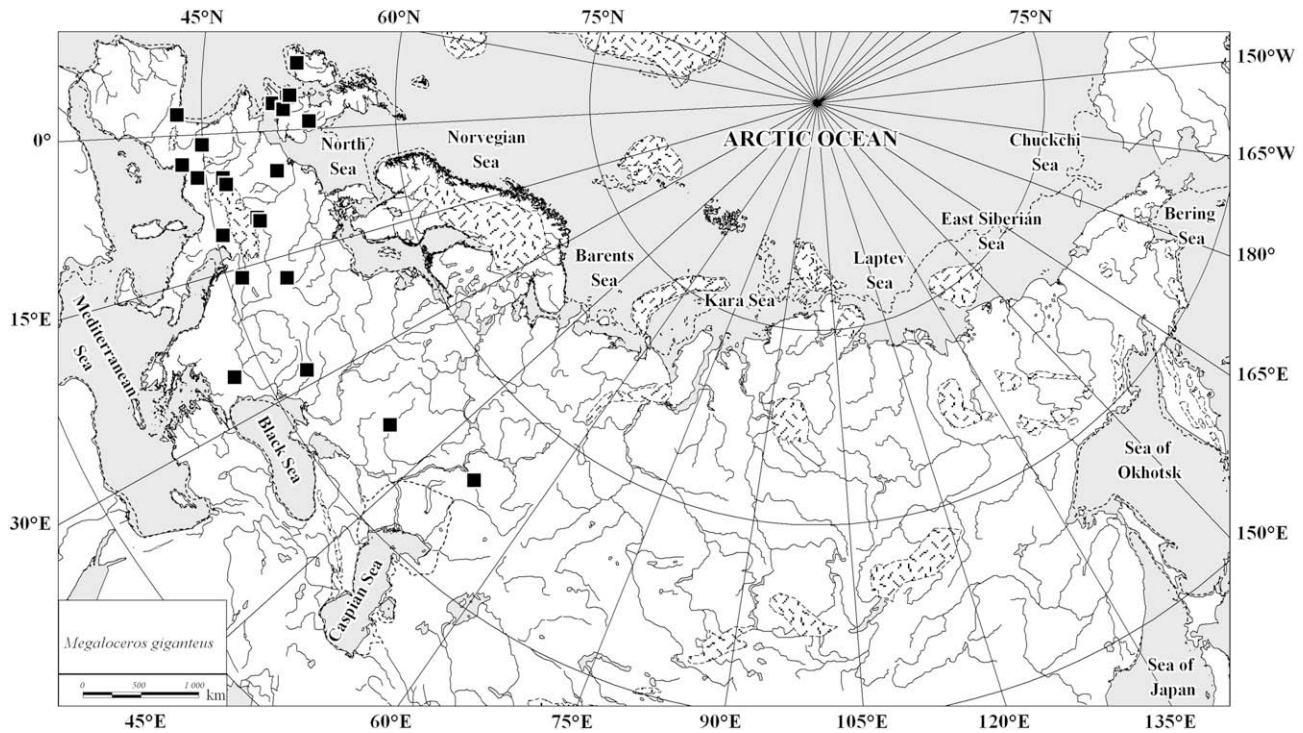 45°N 60°N 75°N 75°N
150°W
0°
North
Sea
Norvegian
Sea
ARCTIC OCEAN
Chuckchi
Sea
165°W
East Siberian
Sea
Bering
Sea
Barents
Sea
Laptev
Sea
180°
Kara Sea
15°E
Mediterranean
Sea
165°E
Black Sea
Sea of
Okhotsk
30°E
150°E
Caspian Sea
Megaloceros giganteus
Sea of
Japan
0 500 1 000
km
45°E 60°E 75°E 90°E 105°E 120°E 135°E